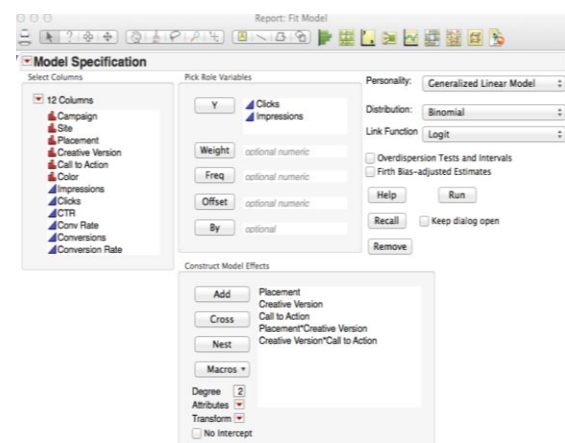 Report: Fit Model
Model Specification
Select Columns
12 Columns
Campaign
Site
Placement
Creative Version
Call to Action
Color
Impressions
Clicks
CTR
Conv Rate
Conversions
Conversion Rate
Pick Role Variables
Y
Clicks
Impressions
Weight optional numeric
Freq optional numeric
Offset optional numeric
By optional
Personality: Generalized Linear Model
Distribution: Binomial
Link Function Logit
Overdispersion Tests and Intervals
Firth Bias-adjusted Estimates
Help Run
Recall Keep dialog open
Remove
Construct Model Effects
Add
Cross
Nest
Macros
Degree 2
Attributes
Transform
No Intercept
Placement
Creative Version
Call to Action
Placement*Creative Version
Creative Version*Call to Action